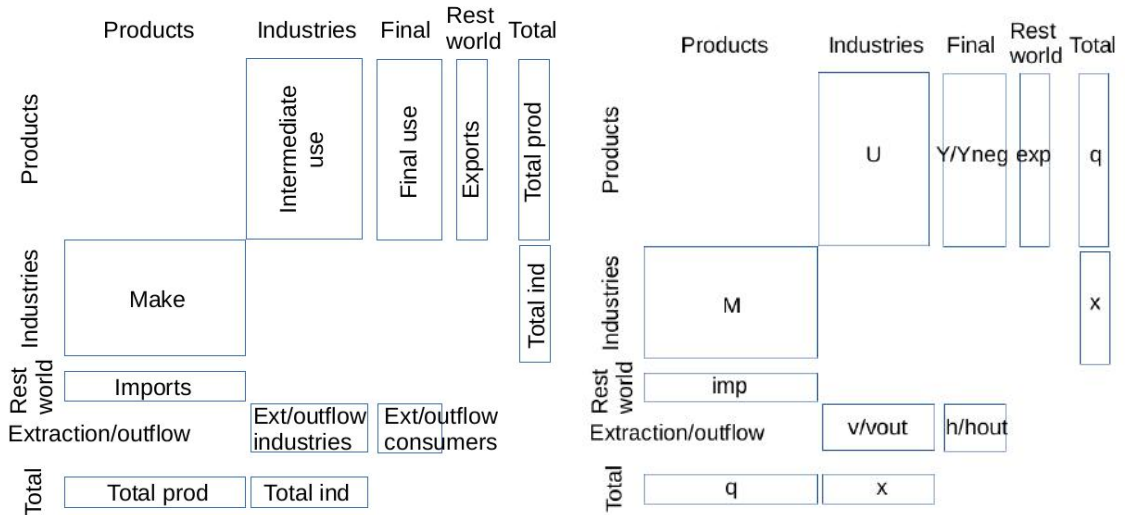 Products
Industries
Final
Rest
world
Total
Products
Intermediate
use
Final use
Exports
Total prod
Industries
Make
Total ind
Rest
world
Imports
Extraction/outflow
Ext/outflow
industries
Ext/outflow
consumers
Total
Total prod
Total ind
Products
Industries
Final
Rest
world
Total
Products
U
Y/Yneg
exp
q
Industries
M
x
Rest
world
imp
Extraction/outflow
v/vout
h/hout
Total
q
x